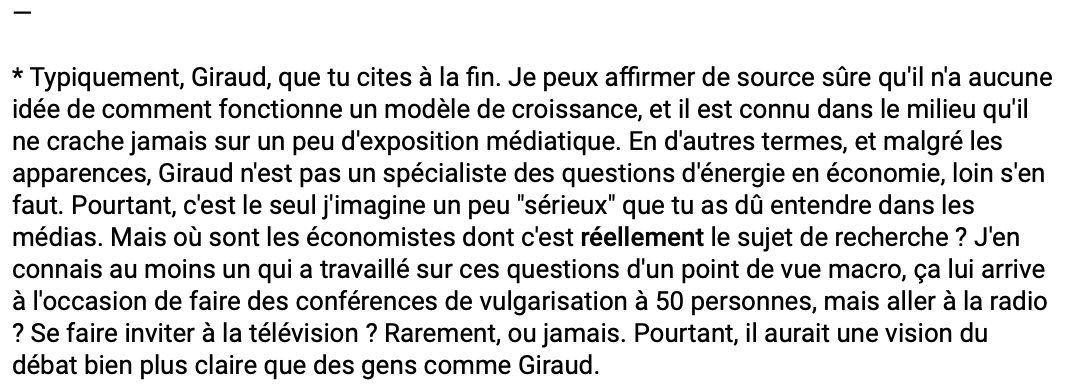 —
* Typiquement, Giraud, que tu cites à la fin. Je peux affirmer de source sûre qu'il n'a aucune
idée de comment fonctionne un modèle de croissance, et il est connu dans le milieu qu'il
ne crache jamais sur un peu d'exposition médiatique. En d'autres termes, et malgré les
apparences, Giraud n'est pas un spécialiste des questions d'énergie en économie, loin s'en
faut. Pourtant, c'est le seul j'imagine un peu "sérieux" que tu as dû entendre dans les
médias. Mais où sont les économistes dont c'est réellement le sujet de recherche ? J'en
connais au moins un qui a travaillé sur ces questions d'un point de vue macro, ça lui arrive
à l'occasion de faire des conférences de vulgarisation à 50 personnes, mais aller à la radio
? Se faire inviter à la télévision ? Rarement, ou jamais. Pourtant, il aurait une vision du
débat bien plus claire que des gens comme Giraud.